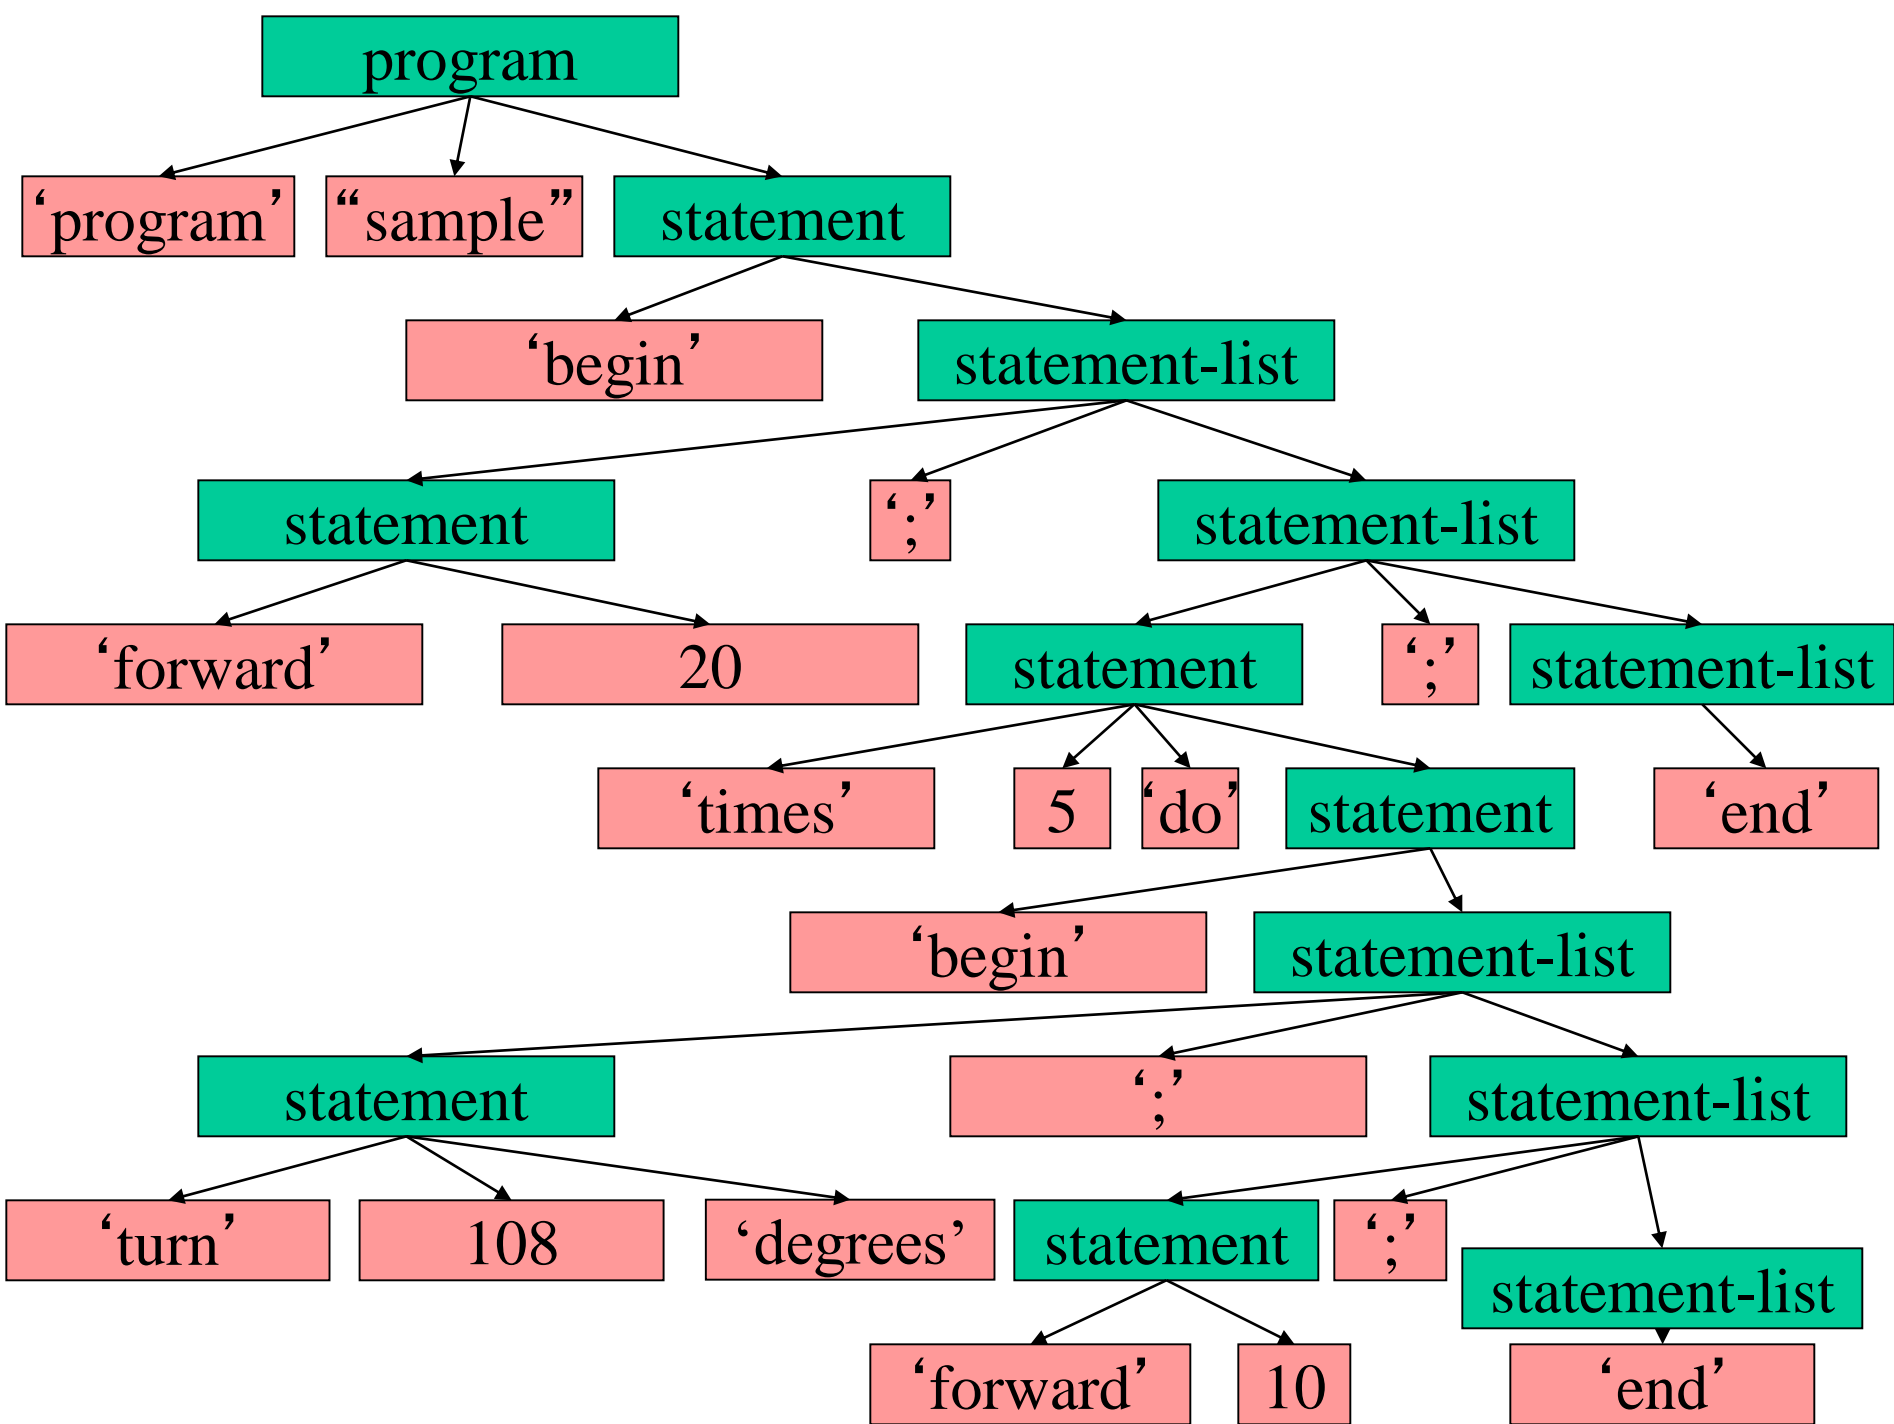 program
‘program’ “sample” statement
‘begin’ statement-list
statement ‘;’ statement-list
‘forward’ 20 statement ‘;’ statement-list
‘times’ 5 ‘do’ statement ‘end’
‘begin’ statement-list
statement ‘;’ statement-list
‘turn’ 108 ‘degrees’ statement ‘;’
statement-list
‘forward’ 10 ‘end’